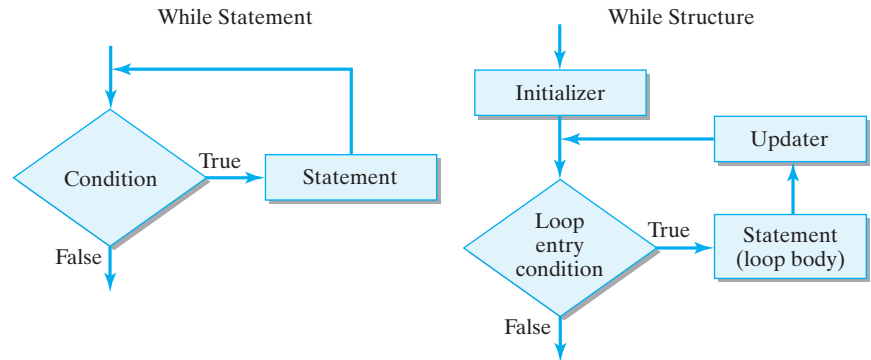 While Statement
Condition
True
Statement
False
While Structure
Initializer
Updater
Loop
entry
condition
True
Statement
(loop body)
False